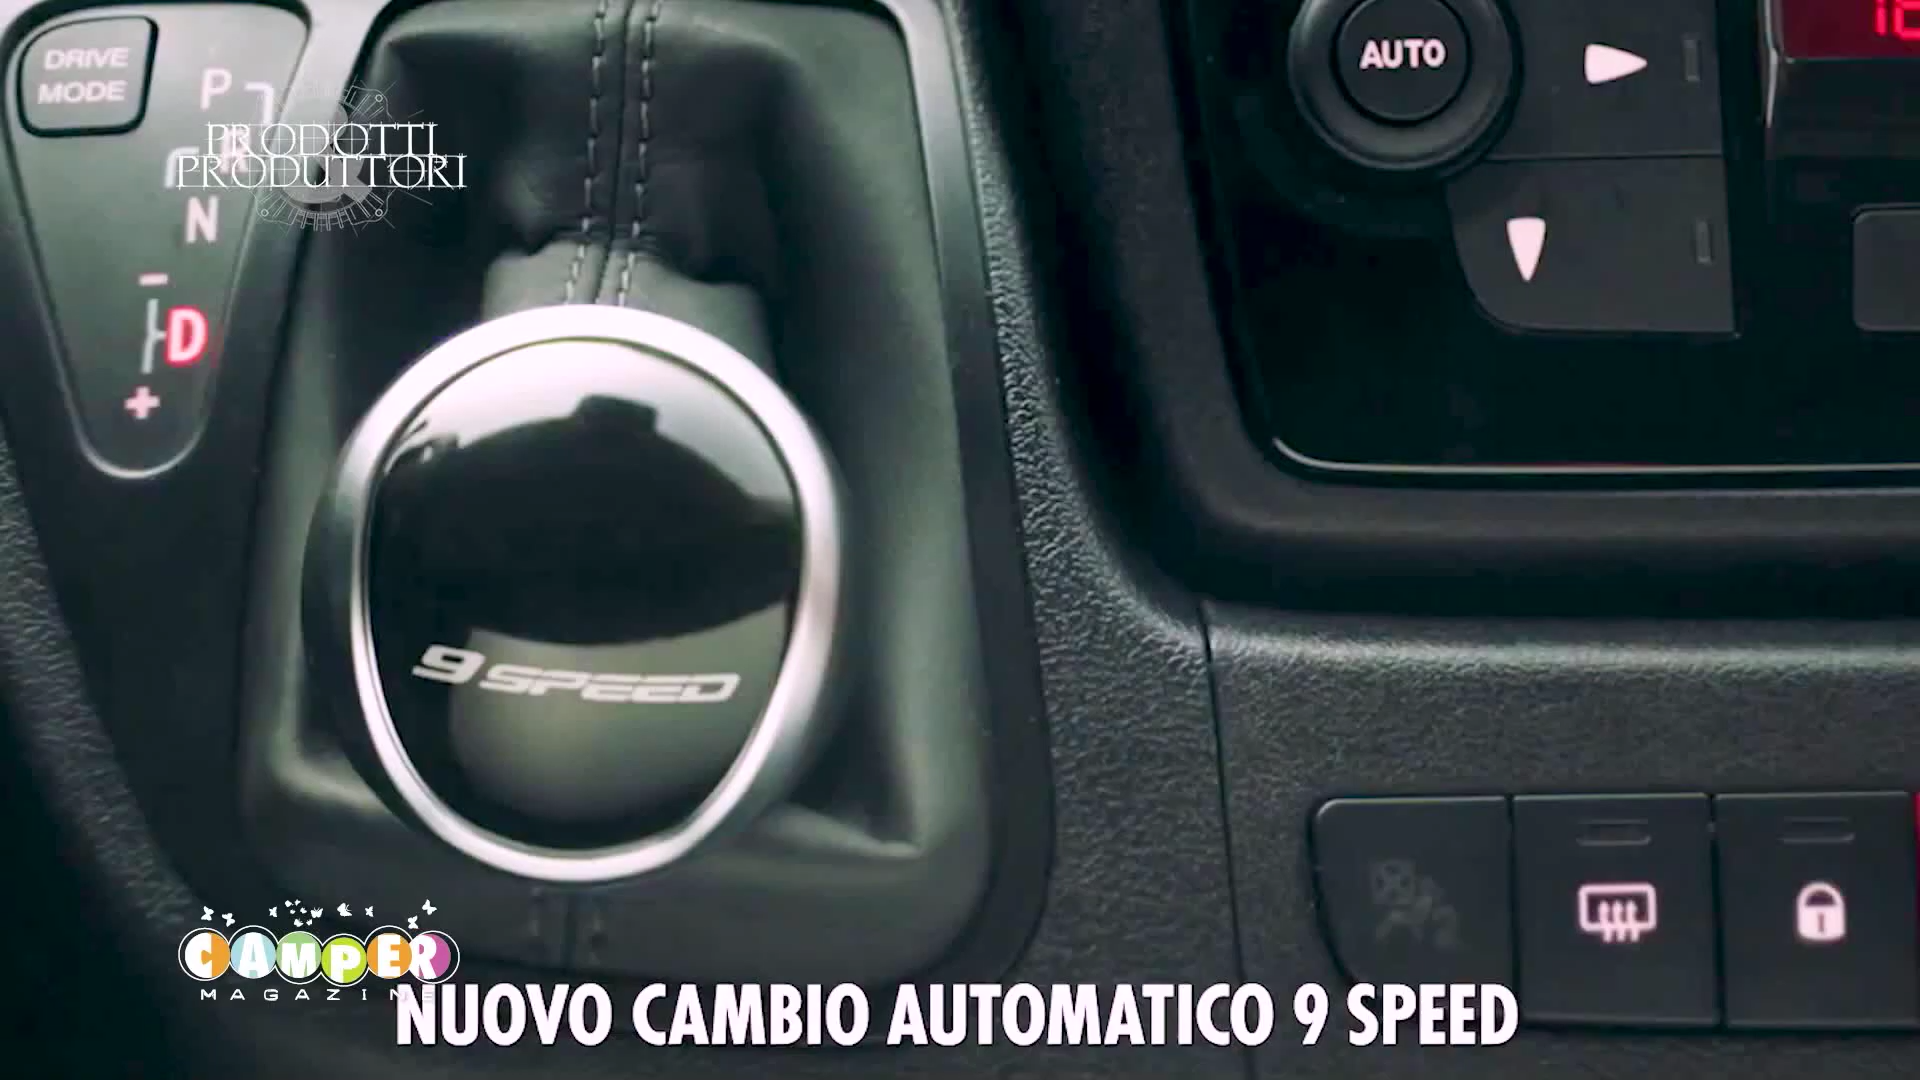 DRIVE
MODE
P
PRODOTTI
PRODUTTORI
N
-
D
+
AUTO
9 SPEED
CAMPER
MAGAZINE
NUOVO CAMBIO AUTOMATICO 9 SPEED